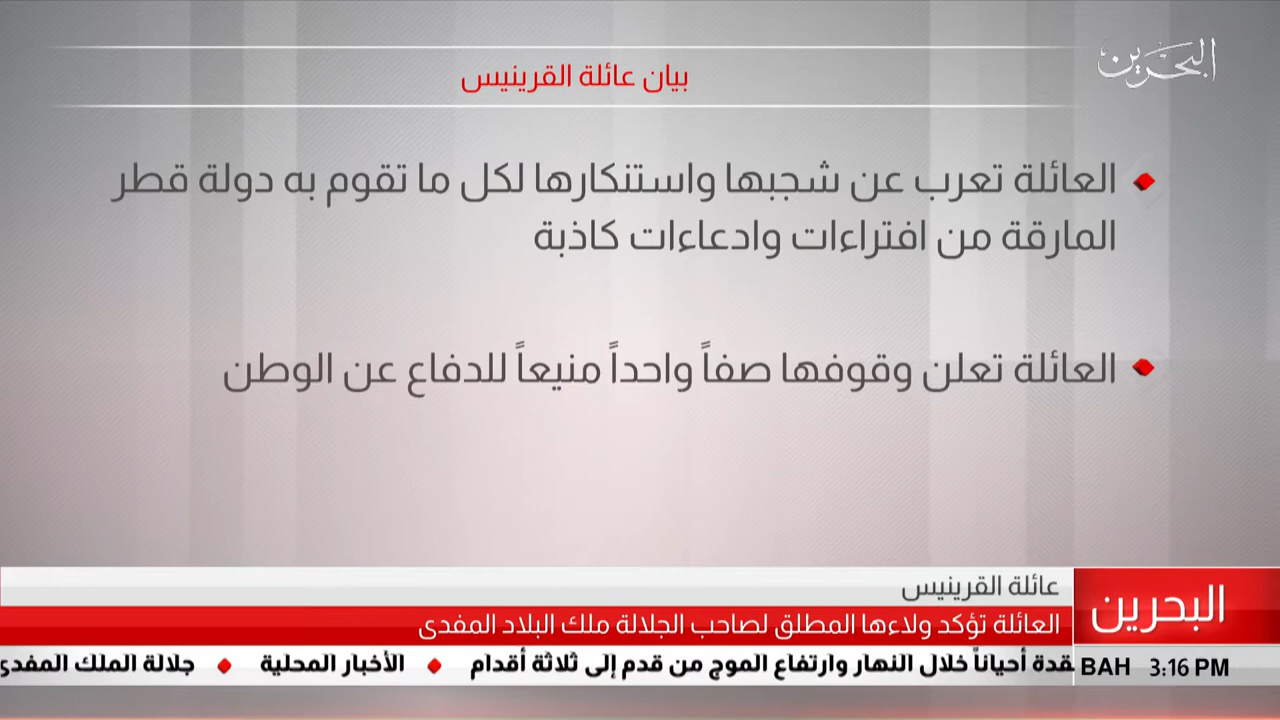 البحرين
بيان عائلة القرينيس
العائلة تعرب عن شجبها واستنكارها لكل ما تقوم به دولة قطر
المارقة من افتراءات وادعاءات كاذبة
العائلة تعلن وقوفها صفاً واحداً منيعاً للدفاع عن الوطن
عائلة القرينيس
البحرين
العائلة تؤكد ولاءها المطلق لصاحب الجلالة ملك البلاد المفدى
BAH 3:16 PM
أحياناً خلال النهار وارتفاع الموج من قدم إلى ثلاثة أقدام ♦ الأخبار المحلية ♦ جلالة الملك المفدى